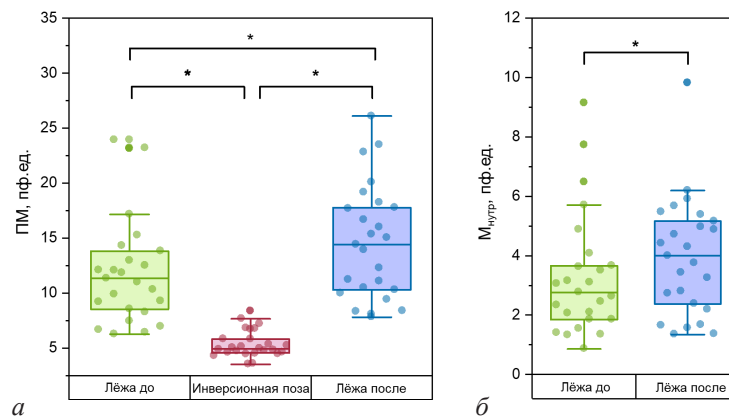 35
30
25
20
15
10
5
ПМ, пф.ед.
*
*
*
Лёжа до
Инверсионная поза
Лёжа после
а
12
10
8
6
4
2
0
Mнутр, пф.ед.
*
Лёжа до
Лёжа после
б